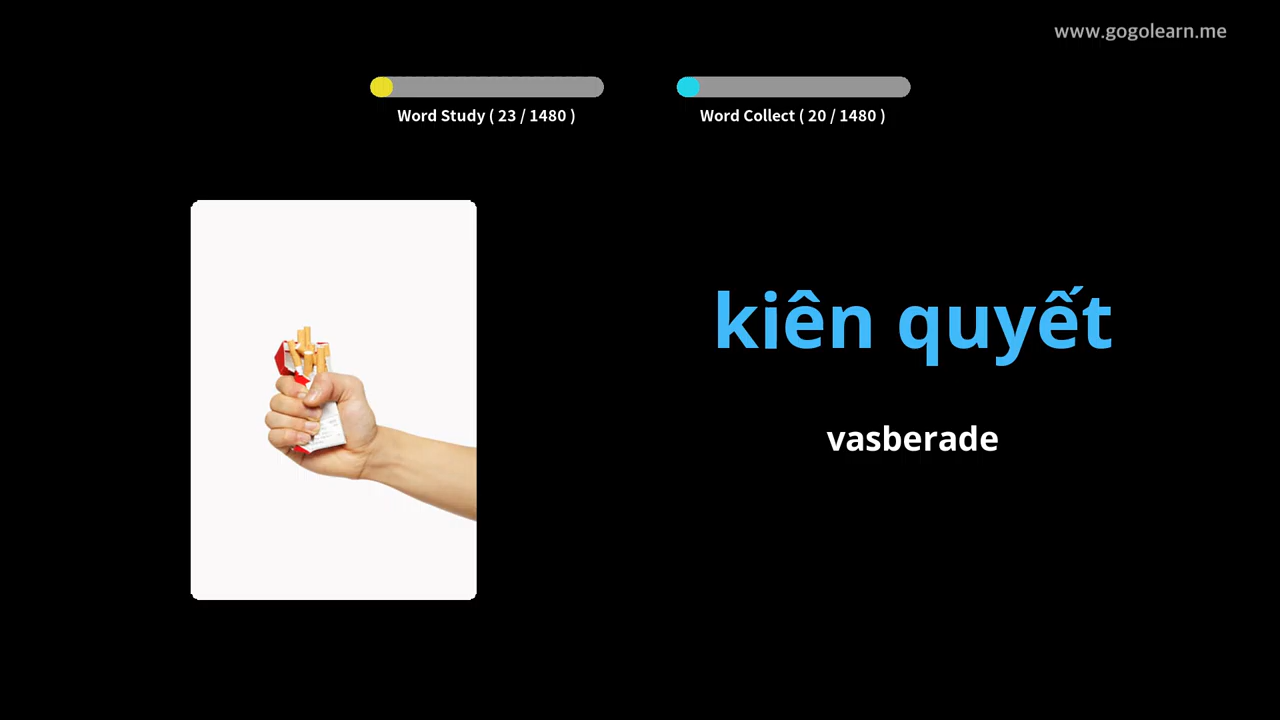 www.gogolearn.me
Word Study ( 23 / 1480 )
Word Collect ( 20 / 1480 )
kiên quyết
vasberade